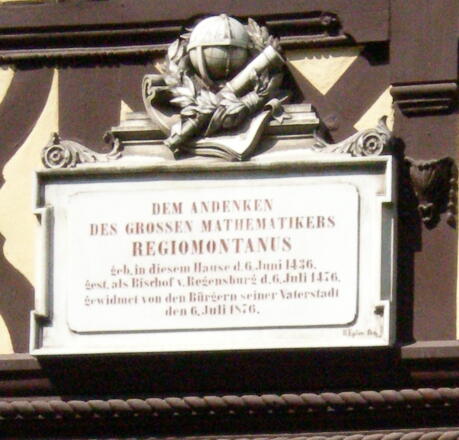 DEM ANDENKEN
DES GROSSEN MATHEMATIKERS
REGIOMONTANUS
geb. in diesem Hause d. 6. Juni 1436.
gest. als Bischof v. Regensburg d. 6. Juli 1476.
gewidmet von den Bürgern seiner Vaterstadt
den 6. Juli 1876.